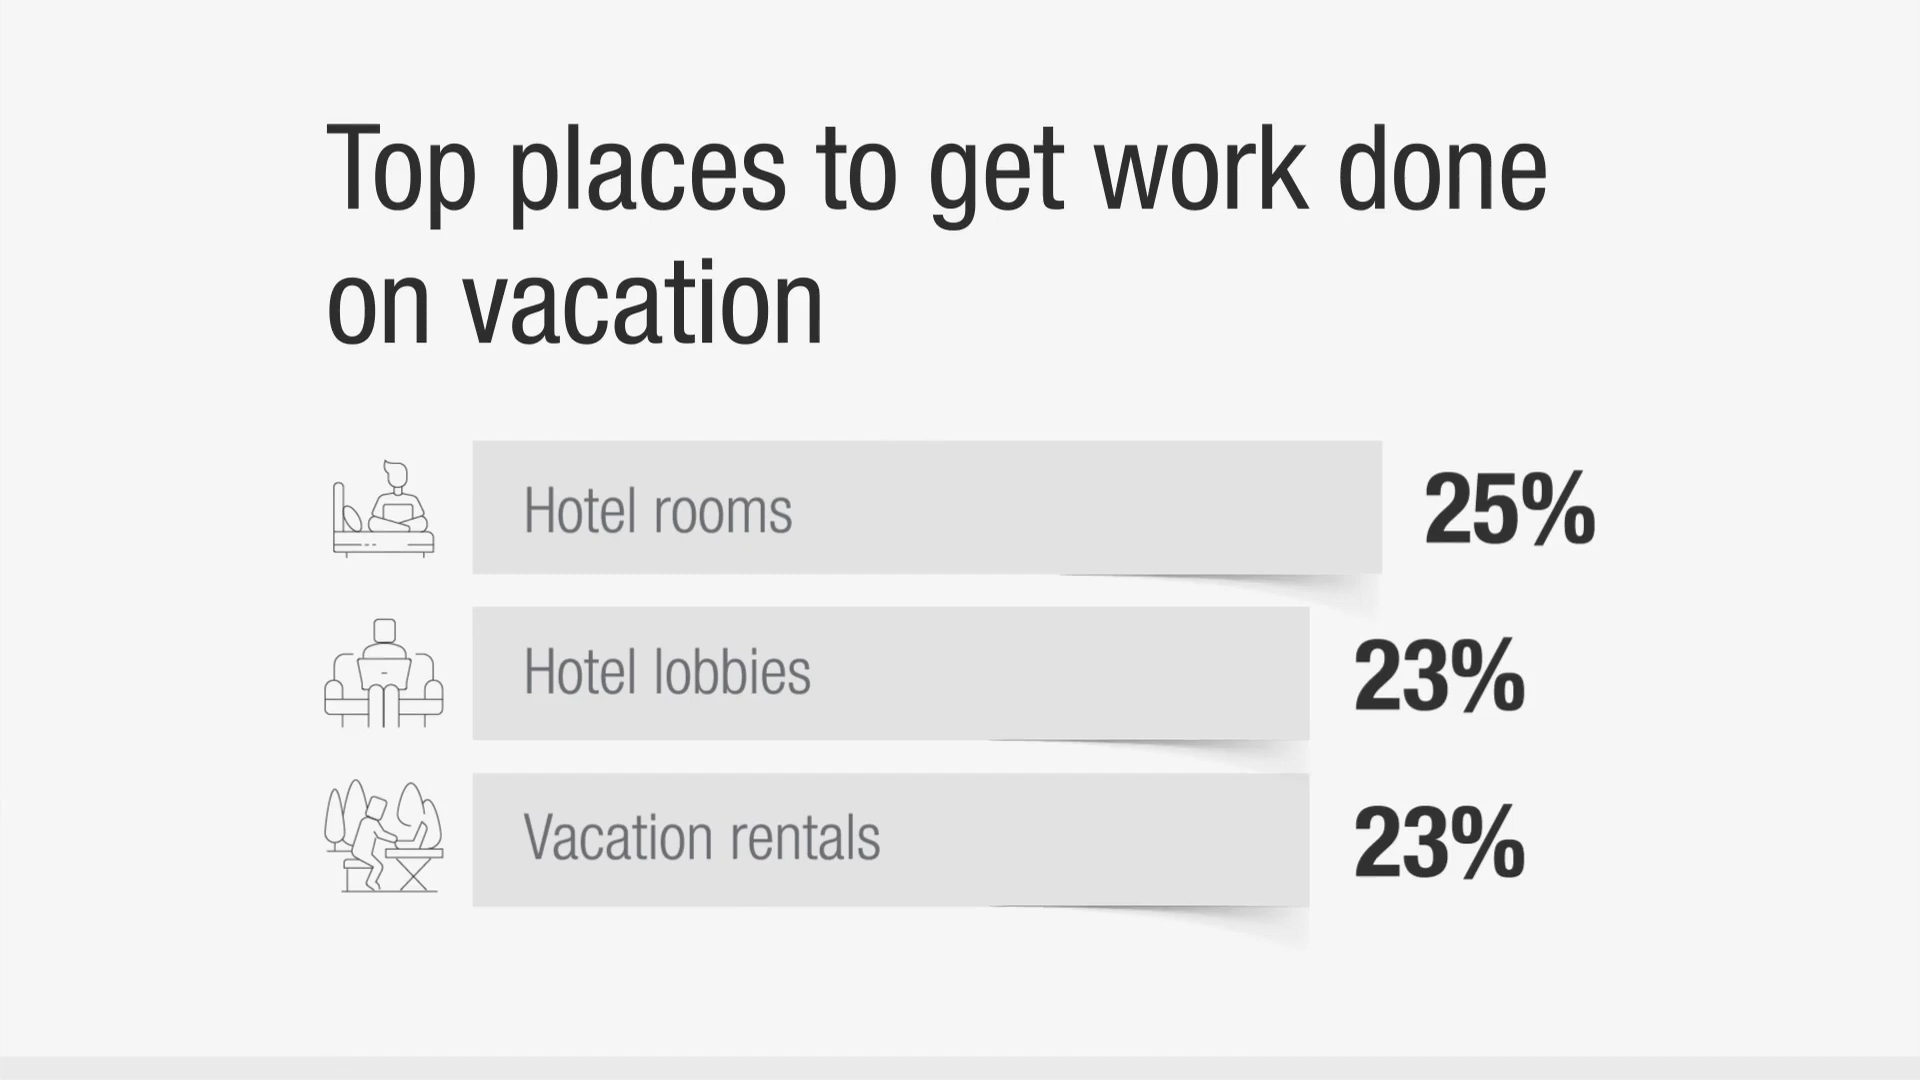 Top places to get work done
on vacation
Hotel rooms 25%
Hotel lobbies 23%
Vacation rentals 23%